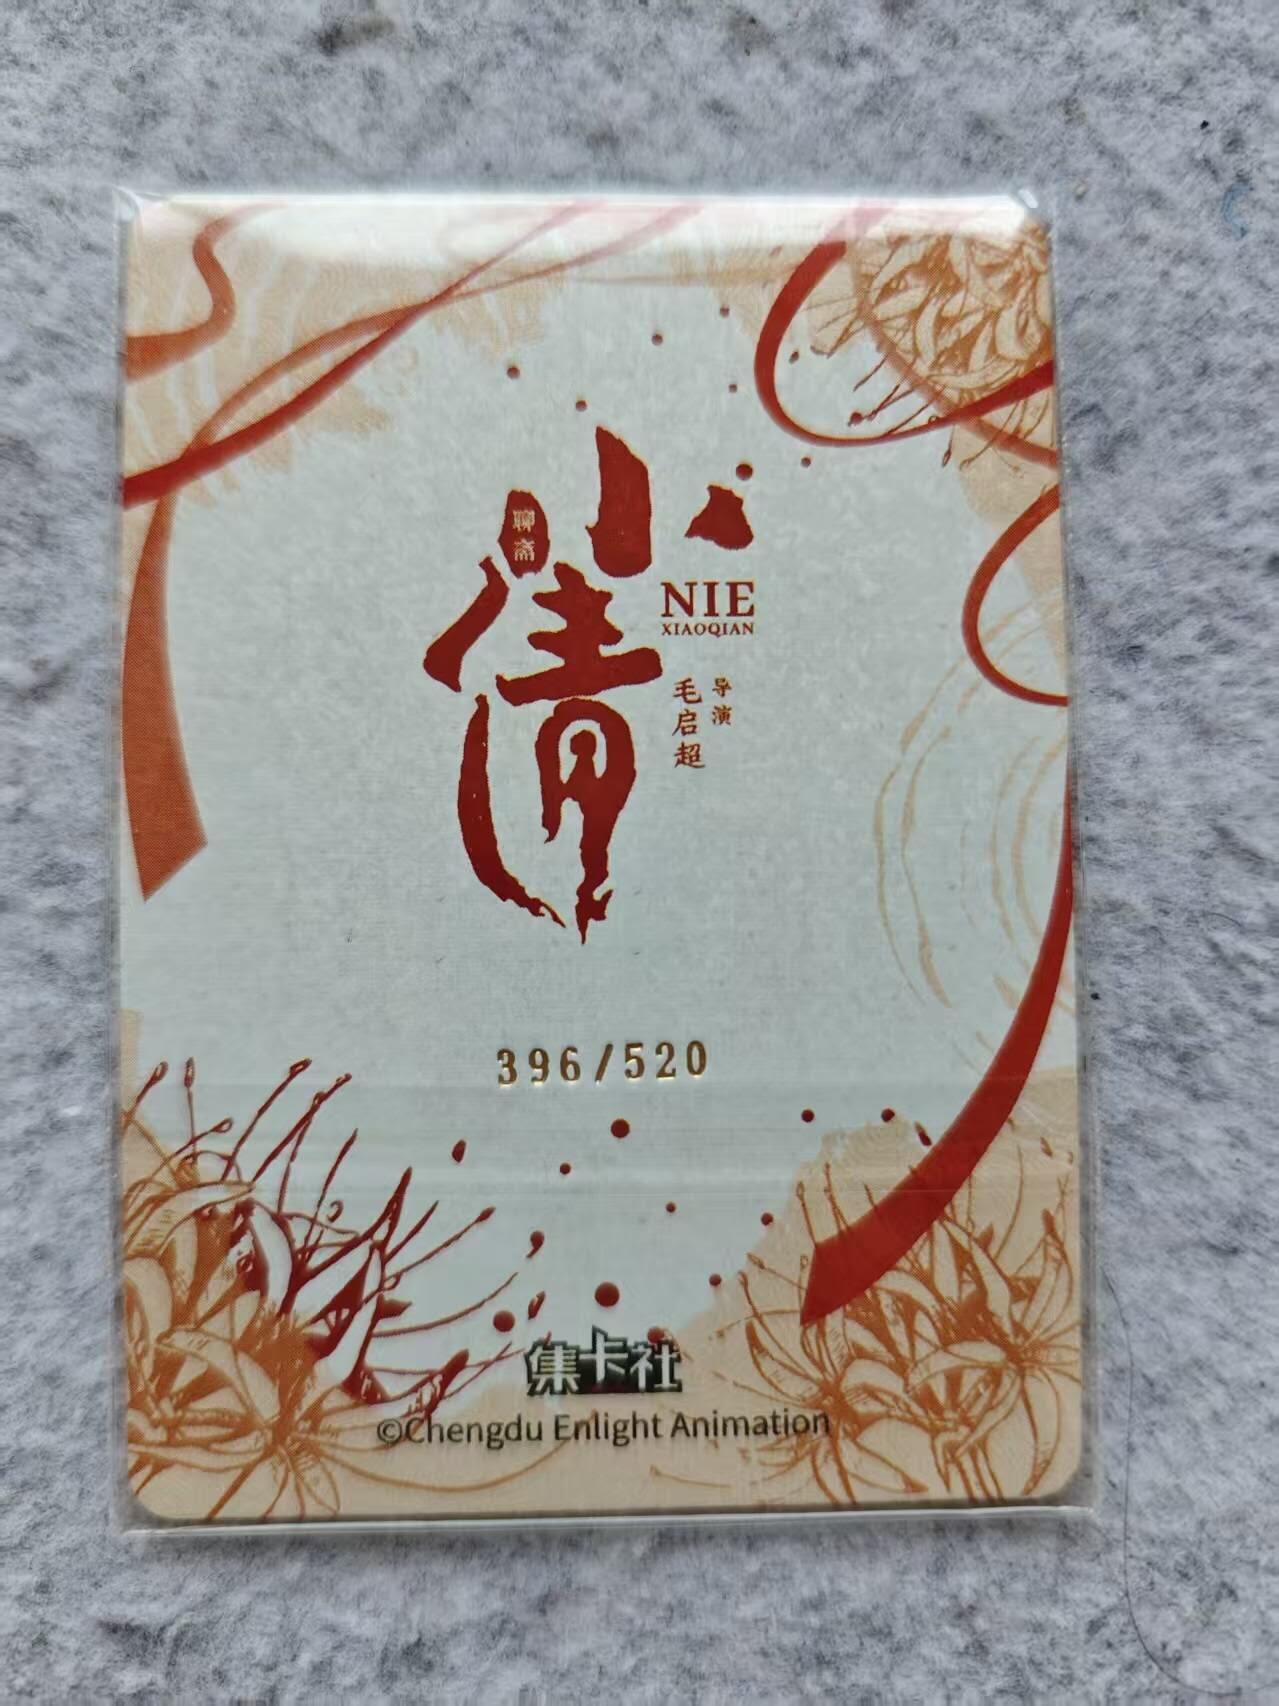 小倩
聊斋
NIE
XIAOQIAN
导演
毛启超
396/520
集卡社
©Chengdu Enlight Animation